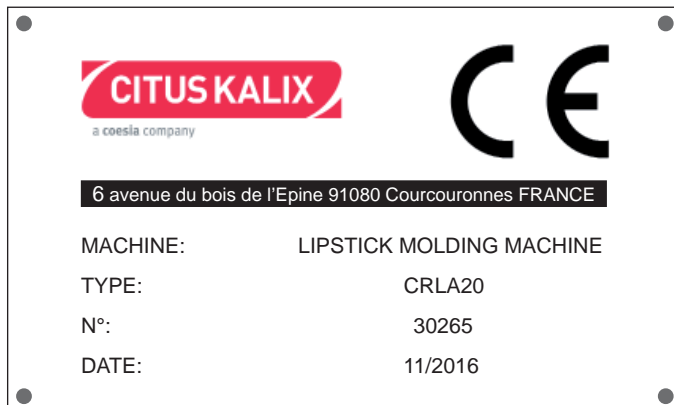 CITUS KALIX
a coesia company
CE
6 avenue du bois de l'Epine 91080 Courcouronnes FRANCE
MACHINE: LIPSTICK MOLDING MACHINE
TYPE: CRLA20
N°: 30265
DATE: 11/2016